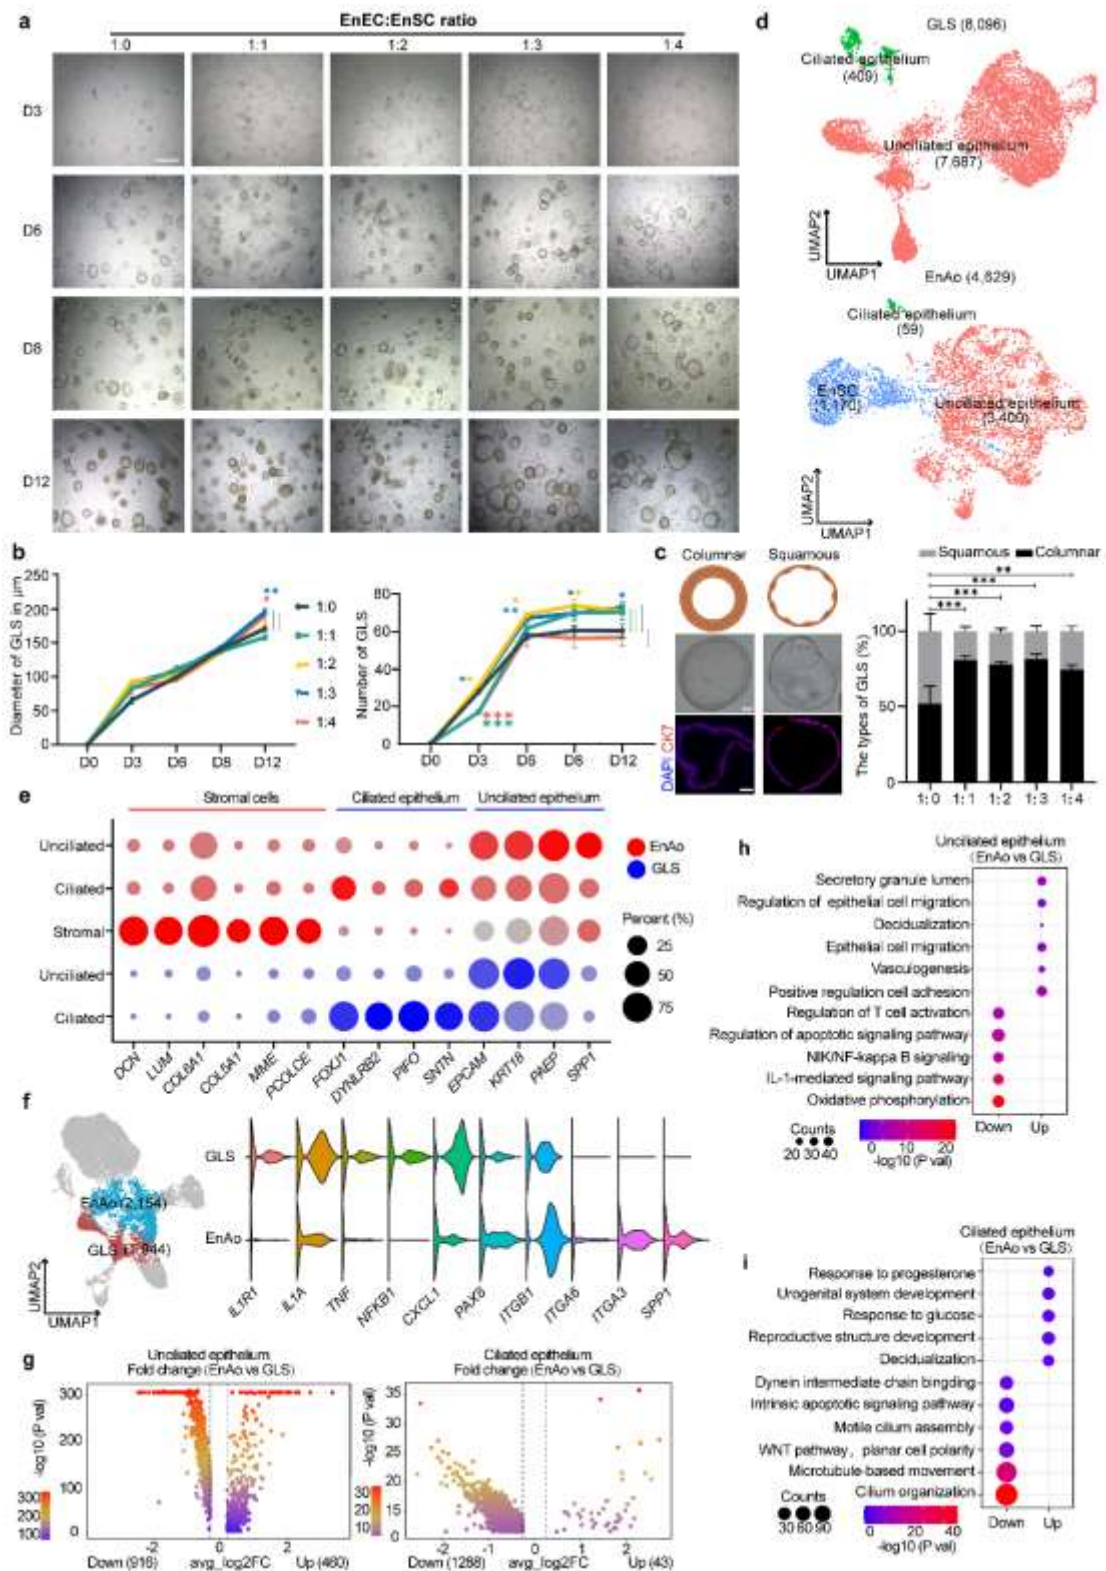 a
EnEC:EnSC ratio
1:0 1:1 1:2 1:3 1:4
D3
D6
D8
D12
d
GLS (8,096)
Ciliated epithelium
(409)
Unciliated epithelium
(7,687)
UMAP2
UMAP1
EnAo (4,629)
Ciliated epithelium
(59)
EnSC
Unciliated epithelium
(3,400)
UMAP2
UMAP1
b
Diameter of GLS in μm
250
200
150
100
50
0
D0 D3 D6 D8 D12
** 
*
1:0
1:1
1:2
1:3
1:4
Number of GLS
80
60
40
20
0
D0 D3 D6 D8 D12
***
***
c
Columnar Squamous
DAPI CK7
Squamous Columnar
**
***
***
***
The types of GLS (%)
100
50
0
1:0 1:1 1:2 1:3 1:4
e
Stromal cells Ciliated epithelium Unciliated epithelium
Unciliated
Ciliated
Stromal
Unciliated
Ciliated
DCN LUM COL6A1 COL5A1 MME PCOLCE FOXJ1 DYNLRB2 PIFO SNTN EPCAM KRT18 PAEP SPP1
EnAo
GLS
Percent (%)
25
50
75
h
Unciliated epithelium
(EnAo vs GLS)
Secretory granule lumen
Regulation of epithelial cell migration
Decidualization
Epithelial cell migration
Vasculogenesis
Positive regulation cell adhesion
Regulation of T cell activation
Regulation of apoptotic signaling pathway
NIK/NF-kappa B signaling
IL-1-mediated signaling pathway
Oxidative phosphorylation
Down Up
Counts
20 30 40
0 10 20
-log10 (P val)
f
EnAo (2,154)
GLS
UMAP2
UMAP1
GLS
EnAo
IL1R1 IL1A TNF NFKB1 CXCL1 PAX8 ITGB1 ITGA6 ITGA3 SPP1
g
Unciliated epithelium
Fold change (EnAo vs GLS)
-log10 (P val)
300
200
100
0
300
200
100
-2 0 2
Down (916) avg_log2FC Up (460)
Ciliated epithelium
Fold change (EnAo vs GLS)
-log10 (P val)
35
30
25
20
15
10
5
0
30
20
10
-2 -1 0 1 2
Down (1288) avg_log2FC Up (43)
i
Ciliated epithelium
(EnAo vs GLS)
Response to progesterone
Urogenital system development
Response to glucose
Reproductive structure development
Decidualization
Dynein intermediate chain bingding
Intrinsic apoptotic signaling pathway
Motile cilium assembly
WNT pathway, planar cell polarity
Microtubule-based movement
Cilium organization
Down Up
Counts
30 60 90
0 20 40
-log10 (P val)